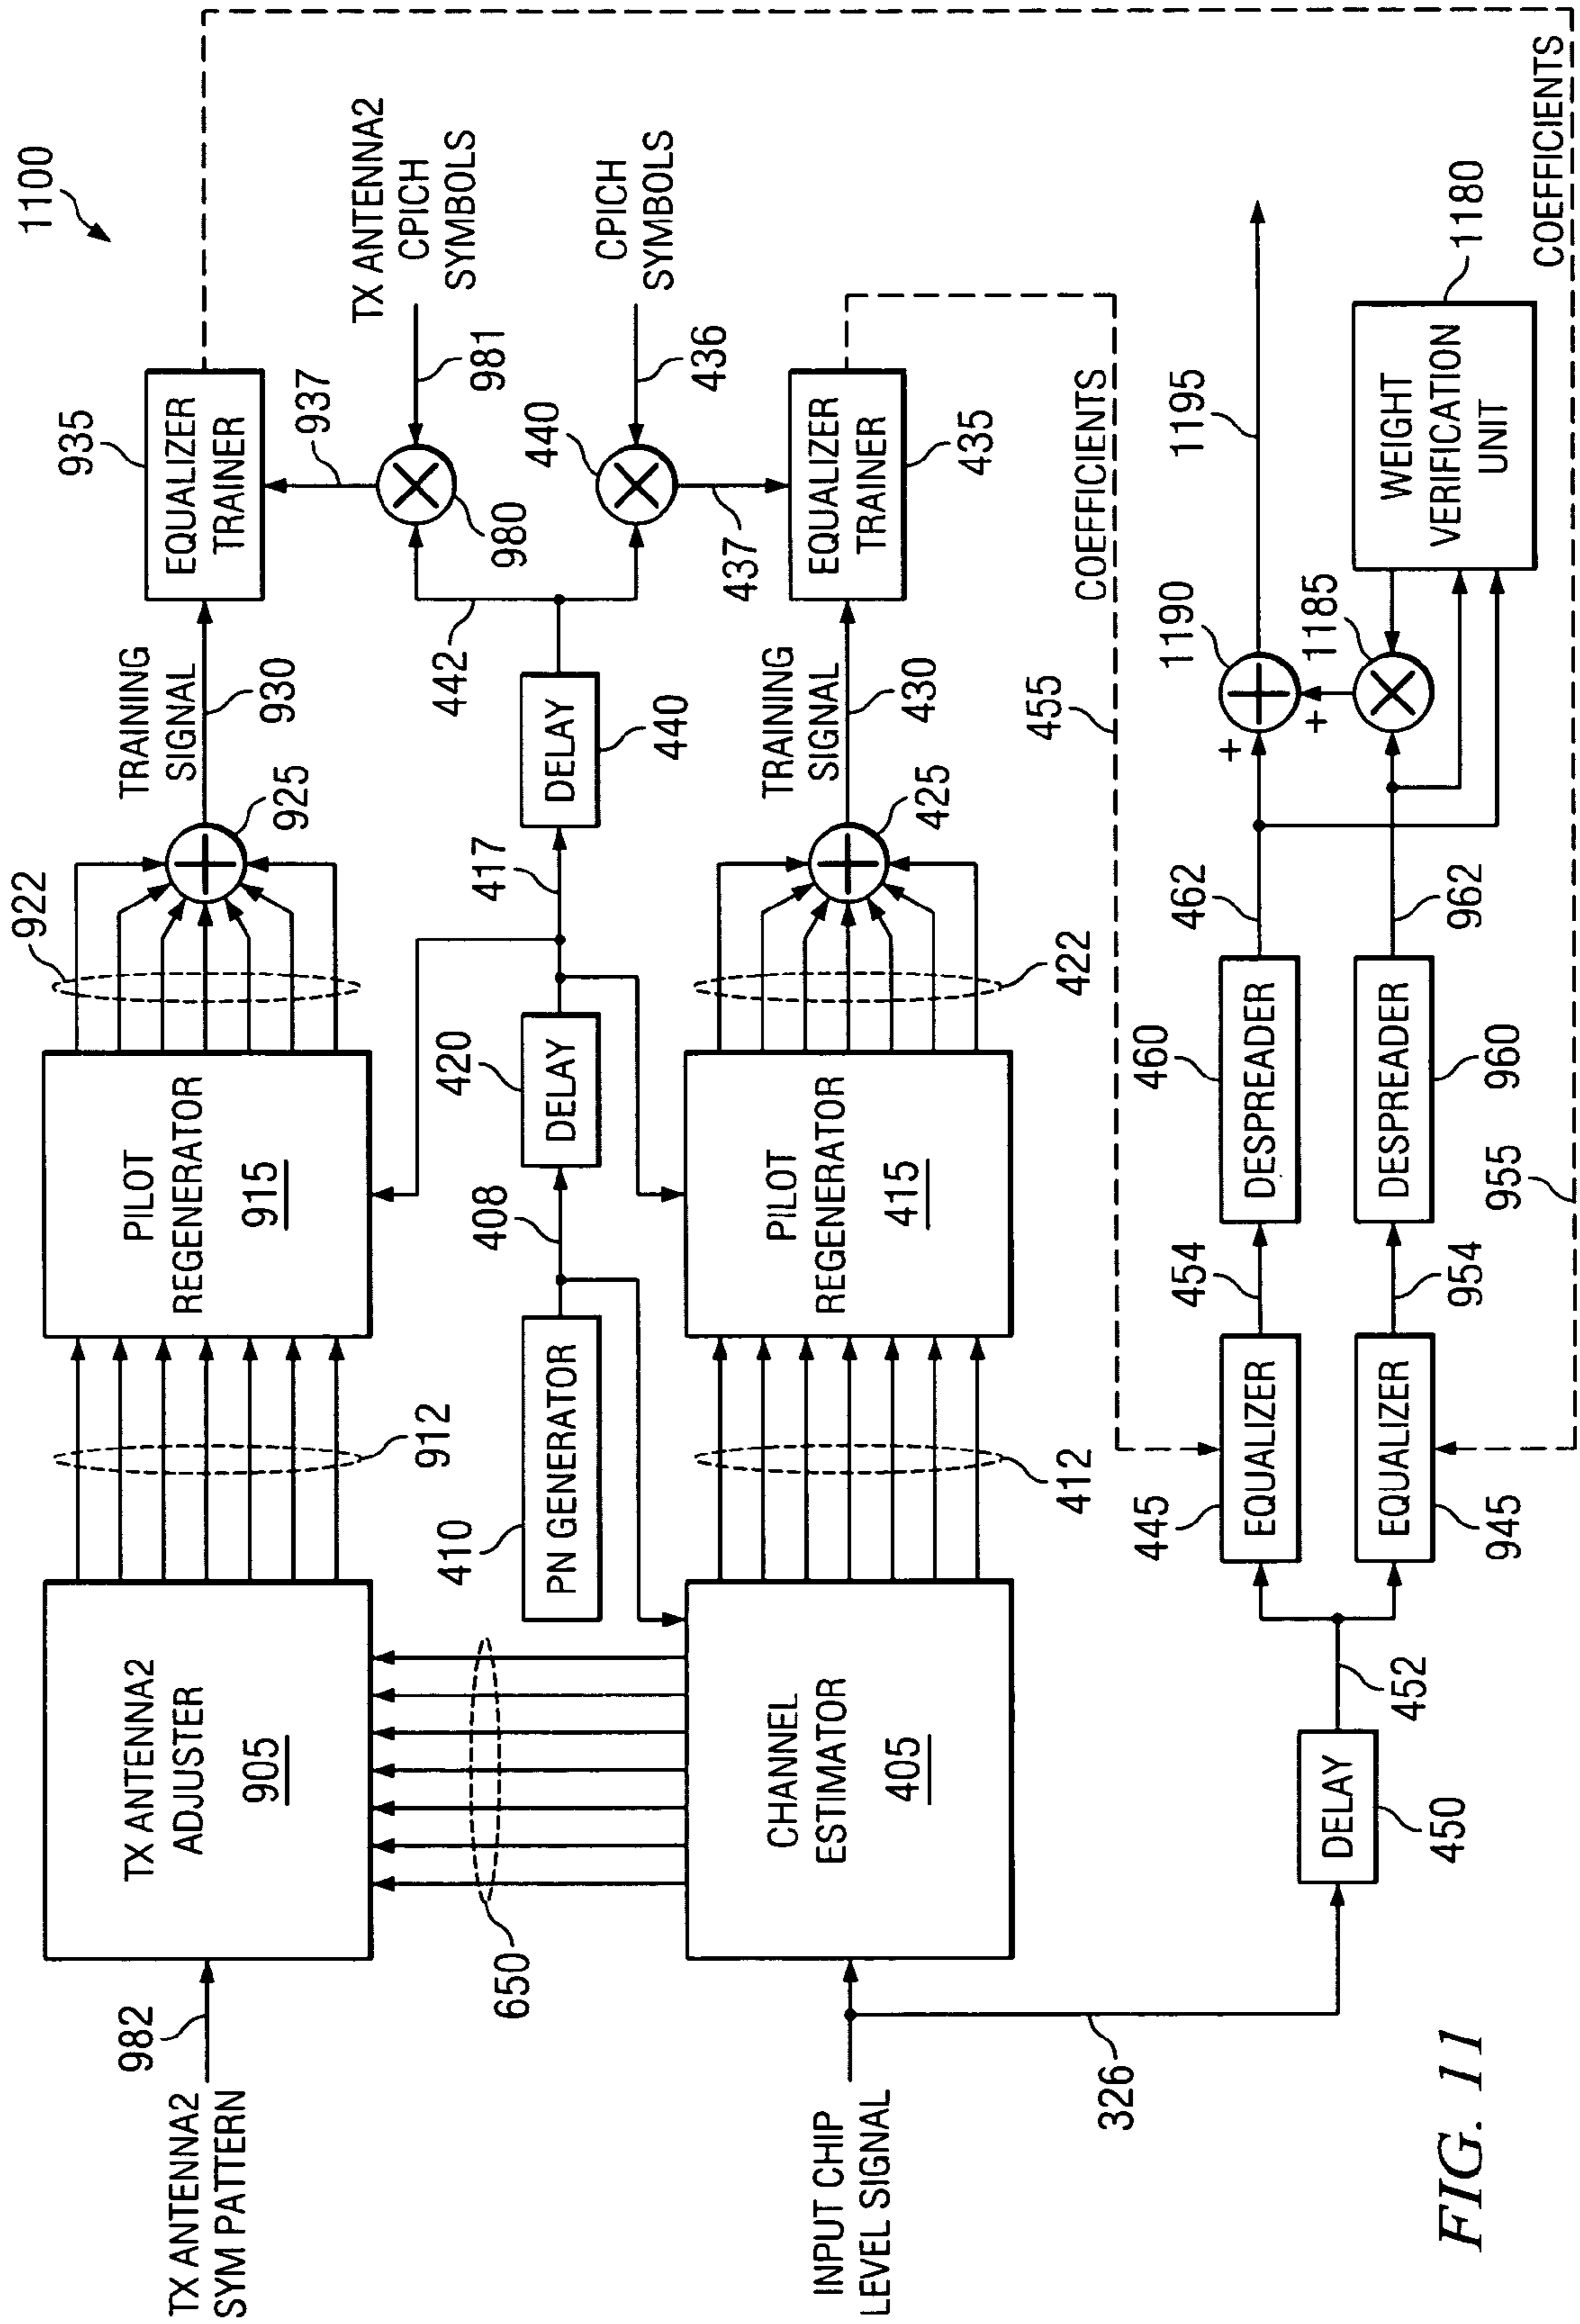 1100
TX ANTENNA2
SYM PATTERN
982
TX ANTENNA2
ADJUSTER
905
912
PILOT
REGENERATOR
915
922
925
TRAINING
SIGNAL
930
935
EQUALIZER
TRAINER
937
980
981
TX ANTENNA2
CPICH
SYMBOLS
650
410
PN GENERATOR
408
420
DELAY
417
DELAY
440
442
440
436
CPICH
SYMBOLS
437
INPUT CHIP
LEVEL SIGNAL
CHANNEL
ESTIMATOR
405
412
PILOT
REGENERATOR
415
422
425
TRAINING
SIGNAL
430
EQUALIZER
TRAINER
435
326
DELAY
450
452
445
EQUALIZER
454
460
DESPREADER
462
455
COEFFICIENTS
1190
+
+
1195
1185
EQUALIZER
945
954
DESPREADER
960
962
WEIGHT
VERIFICATION
UNIT
1180
955
COEFFICIENTS
FIG. 11